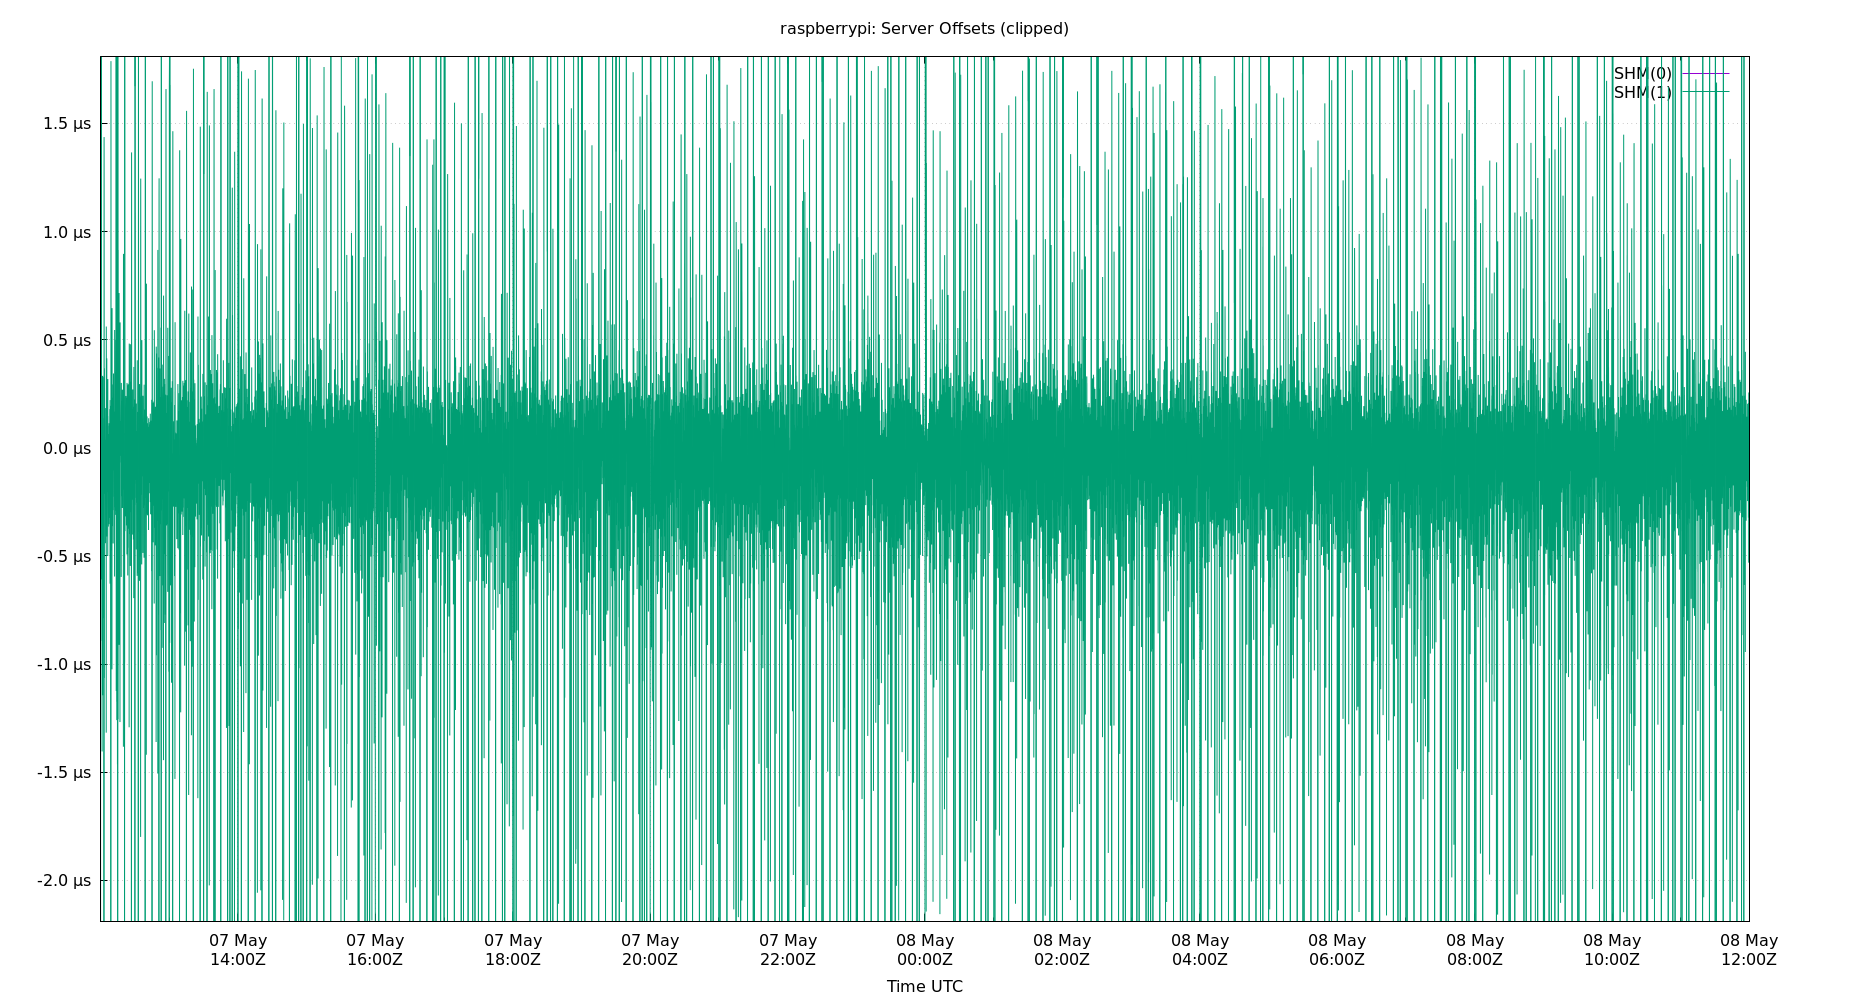 raspberrypi: Server Offsets (clipped)
SHM(0)
SHM(1)
1.5 µs
1.0 µs
0.5 µs
0.0 µs
-0.5 µs
-1.0 µs
-1.5 µs
-2.0 µs
07 May 07 May 07 May 07 May 07 May 08 May 08 May 08 May 08 May 08 May 08 May 08 May
14:00Z 16:00Z 18:00Z 20:00Z 22:00Z 00:00Z 02:00Z 04:00Z 06:00Z 08:00Z 10:00Z 12:00Z
Time UTC